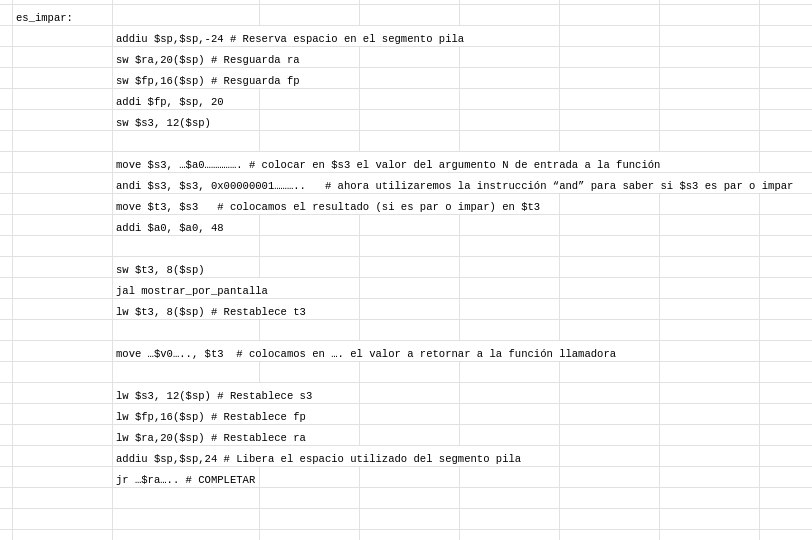 es_impar:
addiu $sp,$sp,-24 # Reserva espacio en el segmento pila
sw $ra,20($sp) # Resguarda ra
sw $fp,16($sp) # Resguarda fp
addi $fp, $sp, 20
sw $s3, 12($sp)
move $s3, …$a0……………. # colocar en $s3 el valor del argumento N de entrada a la función
andi $s3, $s3, 0x00000001………..   # ahora utilizaremos la instrucción “and” para saber si $s3 es par o impar
move $t3, $s3   # colocamos el resultado (si es par o impar) en $t3
addi $a0, $a0, 48
sw $t3, 8($sp)
jal mostrar_por_pantalla
lw $t3, 8($sp) # Restablece t3
move …$v0….., $t3  # colocamos en …. el valor a retornar a la función llamadora
lw $s3, 12($sp) # Restablece s3
lw $fp,16($sp) # Restablece fp
lw $ra,20($sp) # Restablece ra
addiu $sp,$sp,24 # Libera el espacio utilizado del segmento pila
jr …$ra….. # COMPLETAR